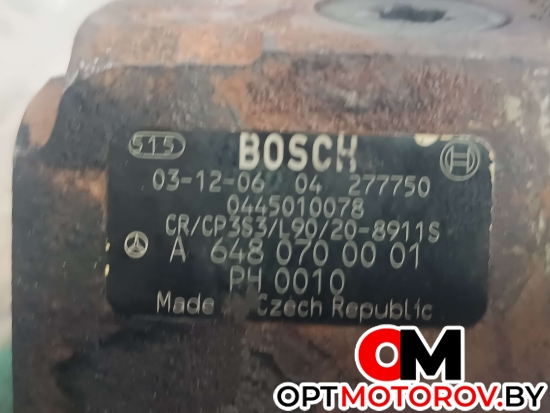 515 BOSCH
03-12-06 04 277750
0445010078
CR/CP3S3/L90/20-8911S
A 648 070 00 01
PH 0010
Made Czech Republic
OM
OPTMOTOROV.BY